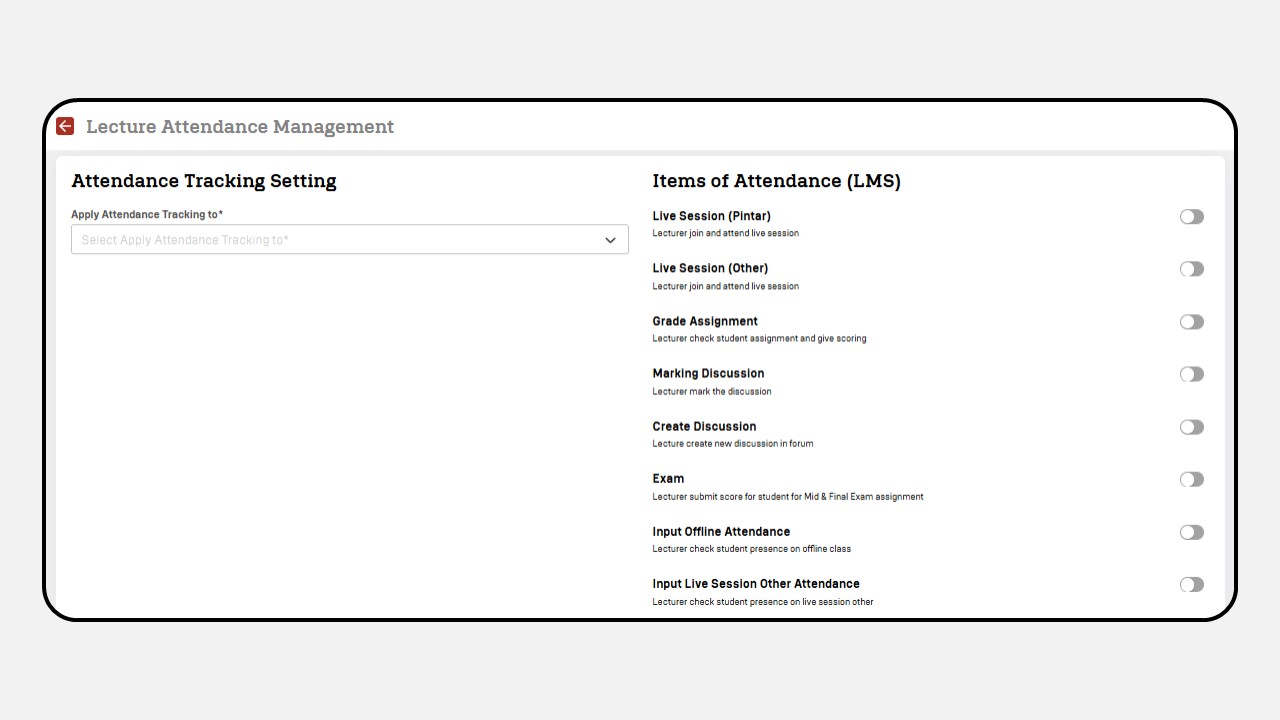 Lecture Attendance Management
Attendance Tracking Setting
Apply Attendance Tracking to*
Select Apply Attendance Tracking to*
Items of Attendance (LMS)
Live Session (Pintar)
Lecturer join and attend live session
Live Session (Other)
Lecturer join and attend live session
Grade Assignment
Lecturer check student assignment and give scoring
Marking Discussion
Lecturer mark the discussion
Create Discussion
Lecture create new discussion in forum
Exam
Lecturer submit score for student for Mid & Final Exam assignment
Input Offline Attendance
Lecturer check student presence on offline class
Input Live Session Other Attendance
Lecturer check student presence on live session other